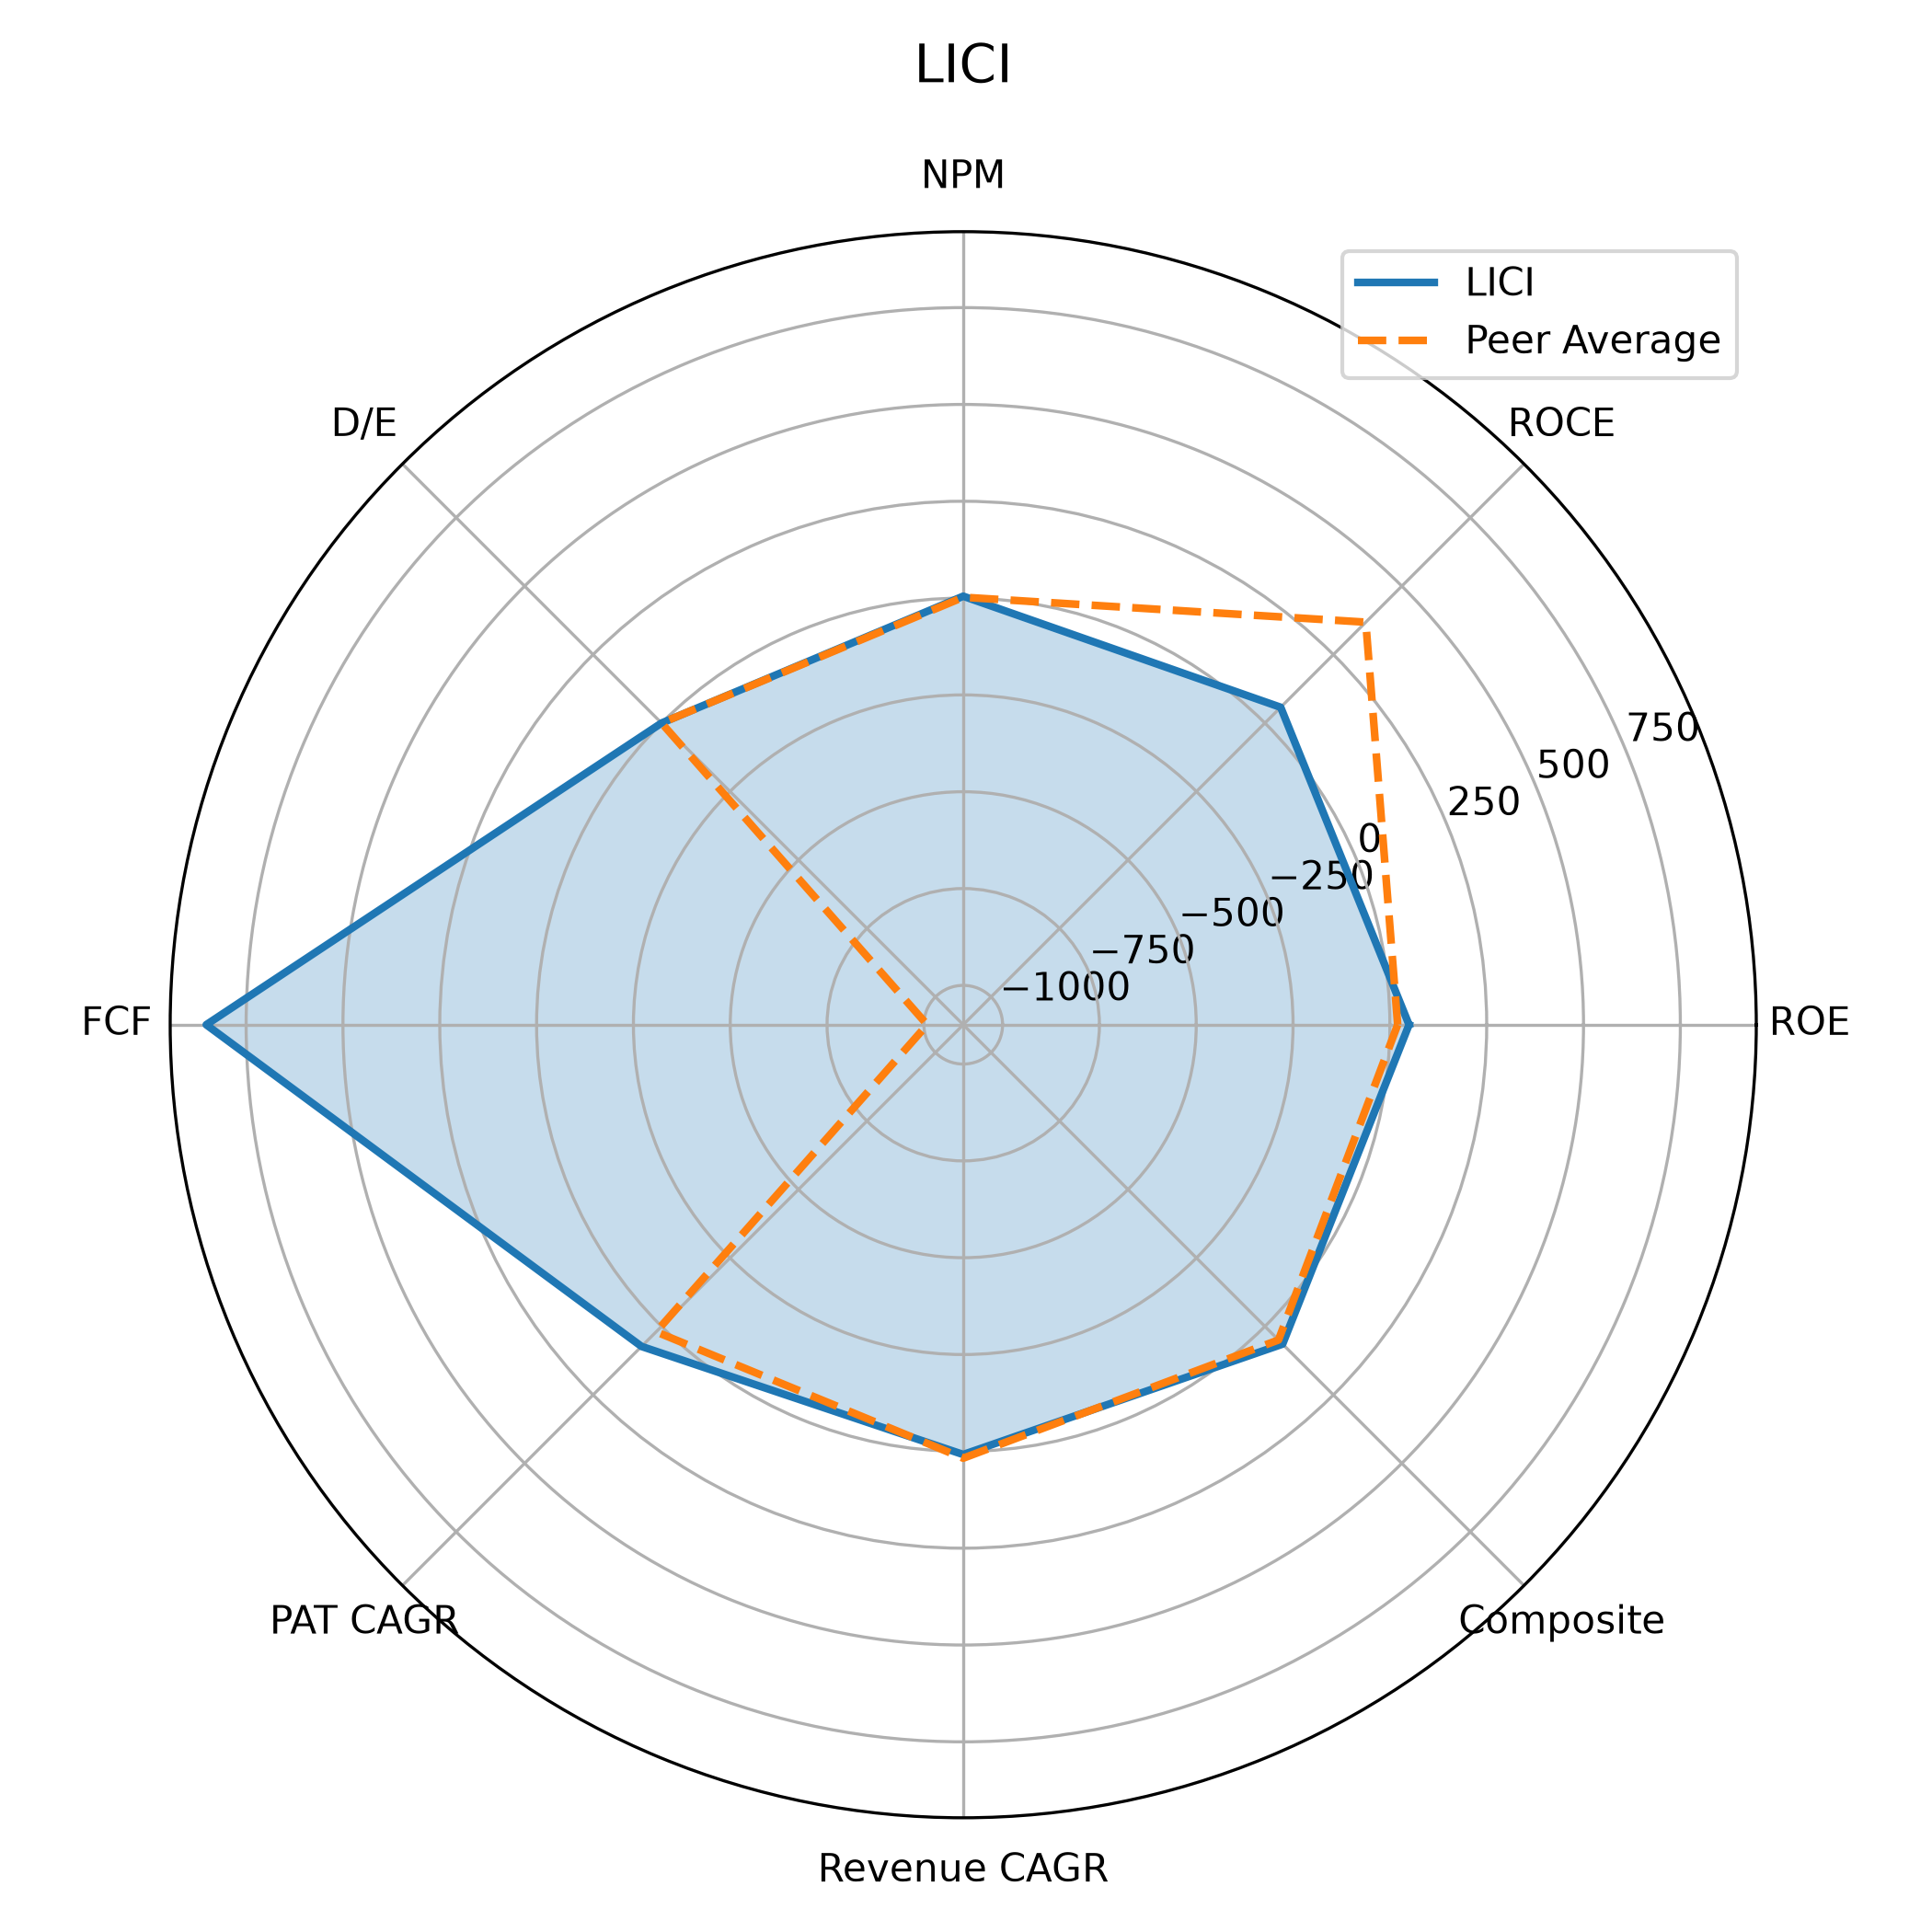 LICI
NPM
LICI
Peer Average
D/E
ROCE
750
500
250
0
−250
−500
−750
−1000
FCF
ROE
PAT CAGR
Composite
Revenue CAGR